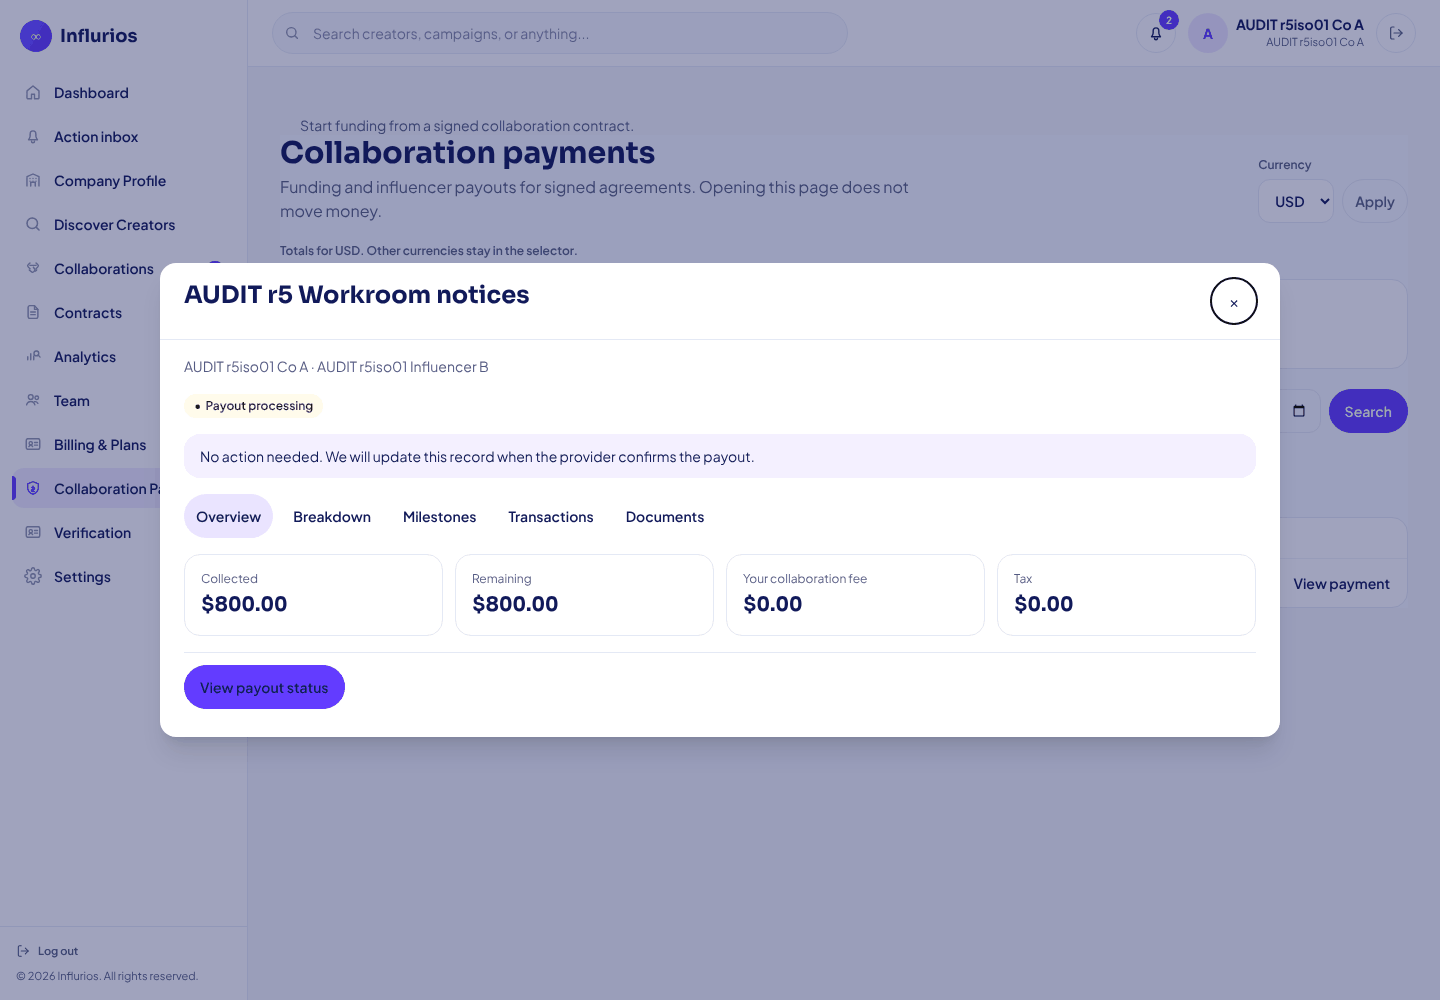 Influrios
Search creators, campaigns, or anything...
2
A
AUDIT r5iso01 Co A
AUDIT r5iso01 Co A
Dashboard
Action inbox
Company Profile
Discover Creators
Collaborations
Contracts
Analytics
Team
Billing & Plans
Collaboration Pa
Verification
Settings
Log out
© 2026 Influrios. All rights reserved.
Start funding from a signed collaboration contract.
Collaboration payments
Funding and influencer payouts for signed agreements. Opening this page does not
move money.
Currency
USD
Apply
Totals for USD. Other currencies stay in the selector.
Search
View payment
AUDIT r5 Workroom notices
×
AUDIT r5iso01 Co A · AUDIT r5iso01 Influencer B
• Payout processing
No action needed. We will update this record when the provider confirms the payout.
Overview
Breakdown
Milestones
Transactions
Documents
Collected
$800.00
Remaining
$800.00
Your collaboration fee
$0.00
Tax
$0.00
View payout status